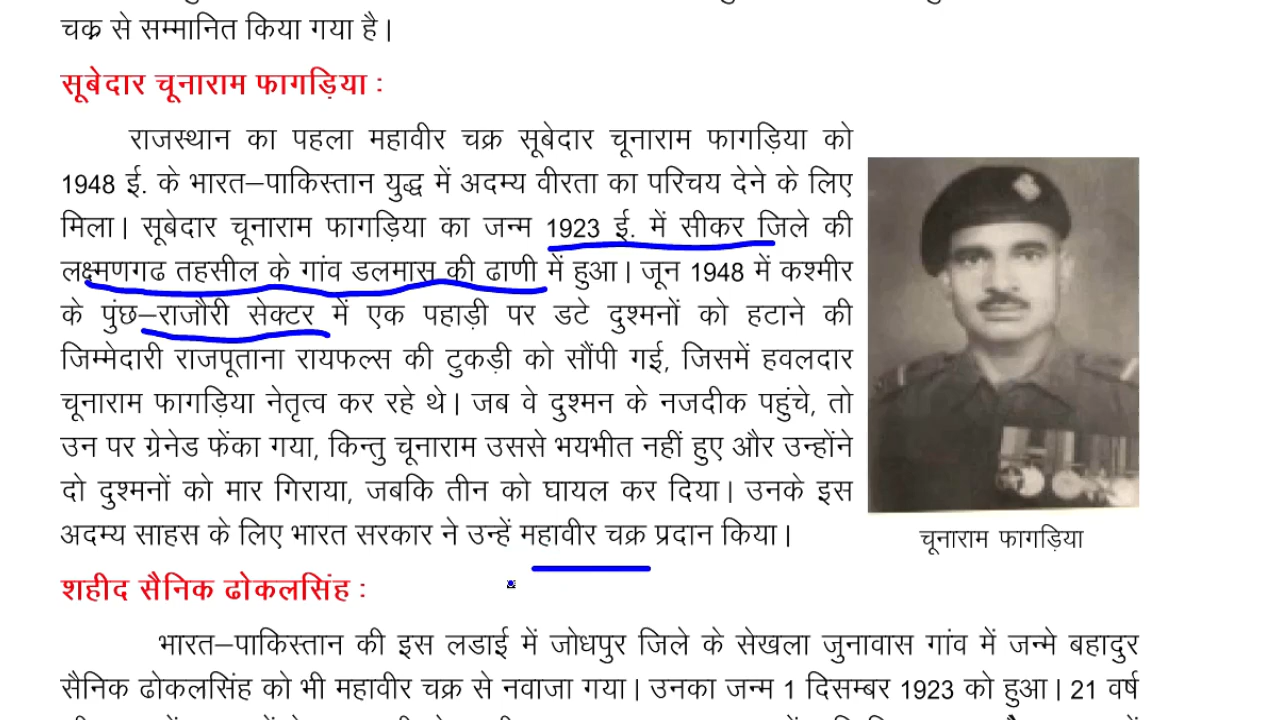 चक्र से सम्मानित किया गया है।
सूबेदार चूनाराम फागड़िया :
राजस्थान का पहला महावीर चक्र सूबेदार चूनाराम फागड़िया को
1948 ई. के भारत–पाकिस्तान युद्ध में अदम्य वीरता का परिचय देने के लिए
मिला। सूबेदार चूनाराम फागड़िया का जन्म 1923 ई. में सीकर जिले की
लक्ष्मणगढ तहसील के गांव डलमास की ढाणी में हुआ। जून 1948 में कश्मीर
के पुंछ–राजौरी सेक्टर में एक पहाड़ी पर डटे दुश्मनों को हटाने की
जिम्मेदारी राजपूताना रायफल्स की टुकड़ी को सौंपी गई, जिसमें हवलदार
चूनाराम फागड़िया नेतृत्व कर रहे थे। जब वे दुश्मन के नजदीक पहुंचे, तो
उन पर ग्रेनेड फेंका गया, किन्तु चूनाराम उससे भयभीत नहीं हुए और उन्होंने
दो दुश्मनों को मार गिराया, जबकि तीन को घायल कर दिया। उनके इस
अदम्य साहस के लिए भारत सरकार ने उन्हें महावीर चक्र प्रदान किया।
चूनाराम फागड़िया
शहीद सैनिक ढोकलसिंह :
भारत–पाकिस्तान की इस लडाई में जोधपुर जिले के सेखला जुनावास गांव में जन्मे बहादुर
सैनिक ढोकलसिंह को भी महावीर चक्र से नवाजा गया। उनका जन्म 1 दिसम्बर 1923 को हुआ। 21 वर्ष